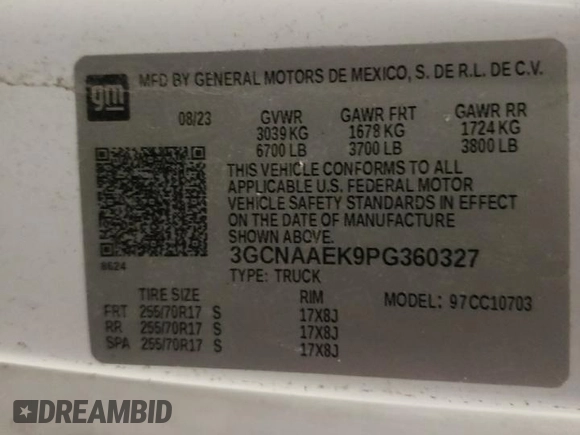 gm
MFD BY GENERAL MOTORS DE MEXICO, S. DE R.L. DE C.V.
08/23 GVWR GAWR FRT GAWR RR
3039 KG 1678 KG 1724 KG
6700 LB 3700 LB 3800 LB
THIS VEHICLE CONFORMS TO ALL
APPLICABLE U.S. FEDERAL MOTOR
VEHICLE SAFETY STANDARDS IN EFFECT
ON THE DATE OF MANUFACTURE
SHOWN ABOVE.
8624
3GCNAAEK9PG360327
TYPE: TRUCK
TIRE SIZE RIM MODEL: 97CC10703
FRT 255/70R17 S 17X8J
RR 255/70R17 S 17X8J
SPA 255/70R17 S 17X8J
DREAMBID